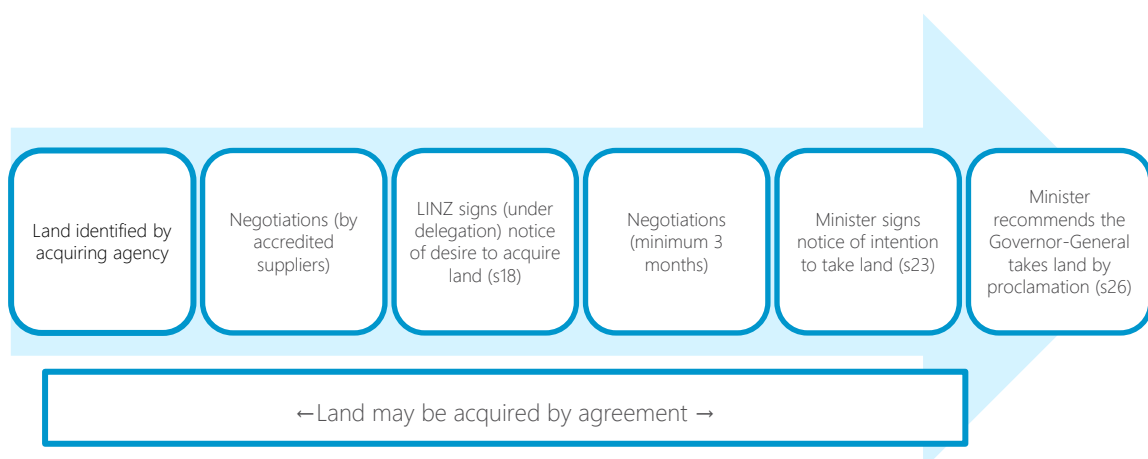 Land identified by
acquiring agency
Negotiations (by
accredited
suppliers)
LINZ signs (under
delegation) notice
of desire to acquire
land (s18)
Negotiations
(minimum 3
months)
Minister signs
notice of intention
to take land (s23)
Minister
recommends the
Governor-General
takes land by
proclamation (s26)
←Land may be acquired by agreement →